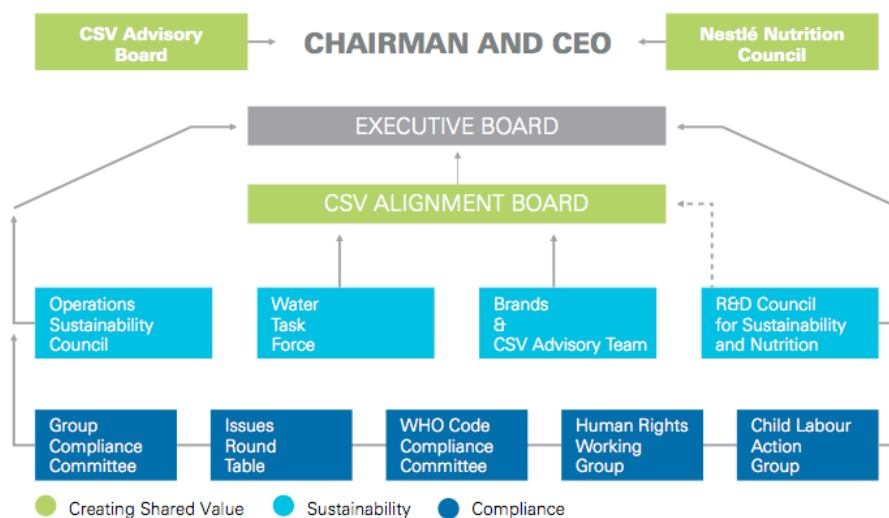 CSV Advisory
Board
CHAIRMAN AND CEO
Nestlé Nutrition
Council
EXECUTIVE BOARD
CSV ALIGNMENT BOARD
Operations
Sustainability
Council
Water
Task
Force
Brands
&
CSV Advisory Team
R&D Council
for Sustainability
and Nutrition
Group
Compliance
Committee
Issues
Round
Table
WHO Code
Compliance
Committee
Human Rights
Working
Group
Child Labour
Action
Group
Creating Shared Value
Sustainability
Compliance